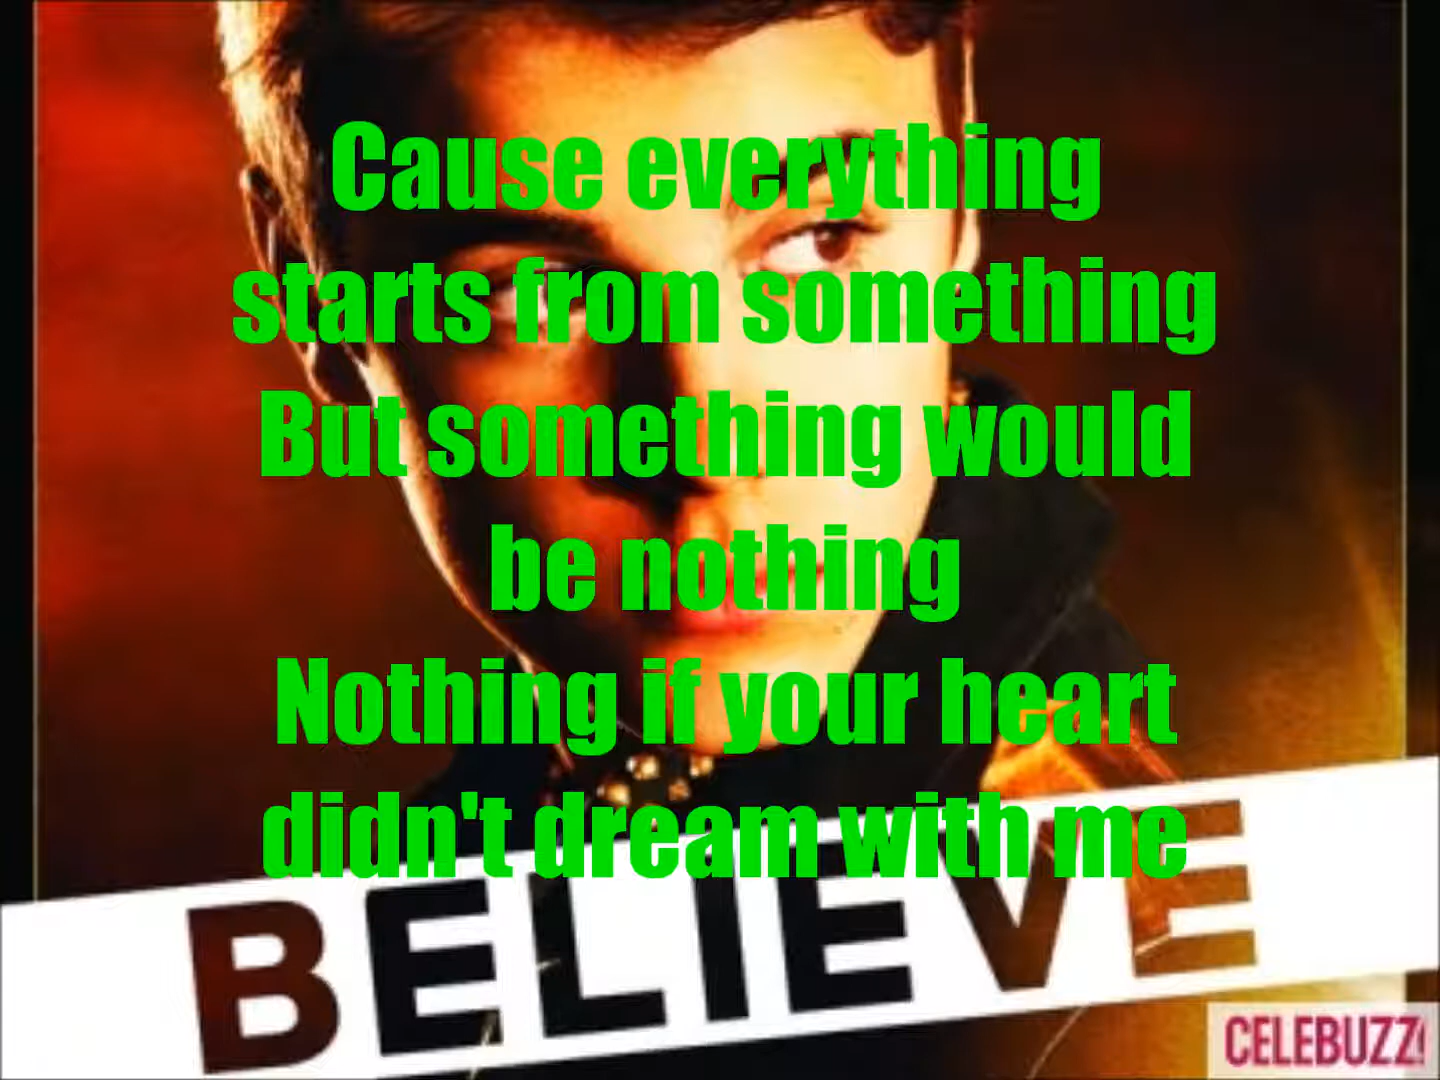 Cause everything
starts from something
But something would
be nothing
Nothing if your heart
didn't dream with me
BELIEVE
CELEBUZZ!